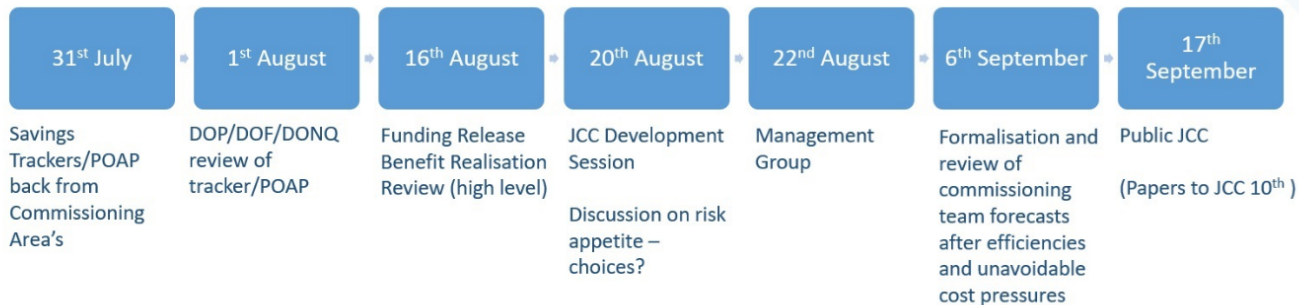 31st July
1st August
16th August
20th August
22nd August
6th September
17th
September
Savings
Trackers/POAP
back from
Commissioning
Area's
DOP/DOF/DONQ
review of
tracker/POAP
Funding Release
Benefit Realisation
Review (high level)
JCC Development
Session
Discussion on risk
appetite –
choices?
Management
Group
Formalisation and
review of
commissioning
team forecasts
after efficiencies
and unavoidable
cost pressures
Public JCC
(Papers to JCC 10th )